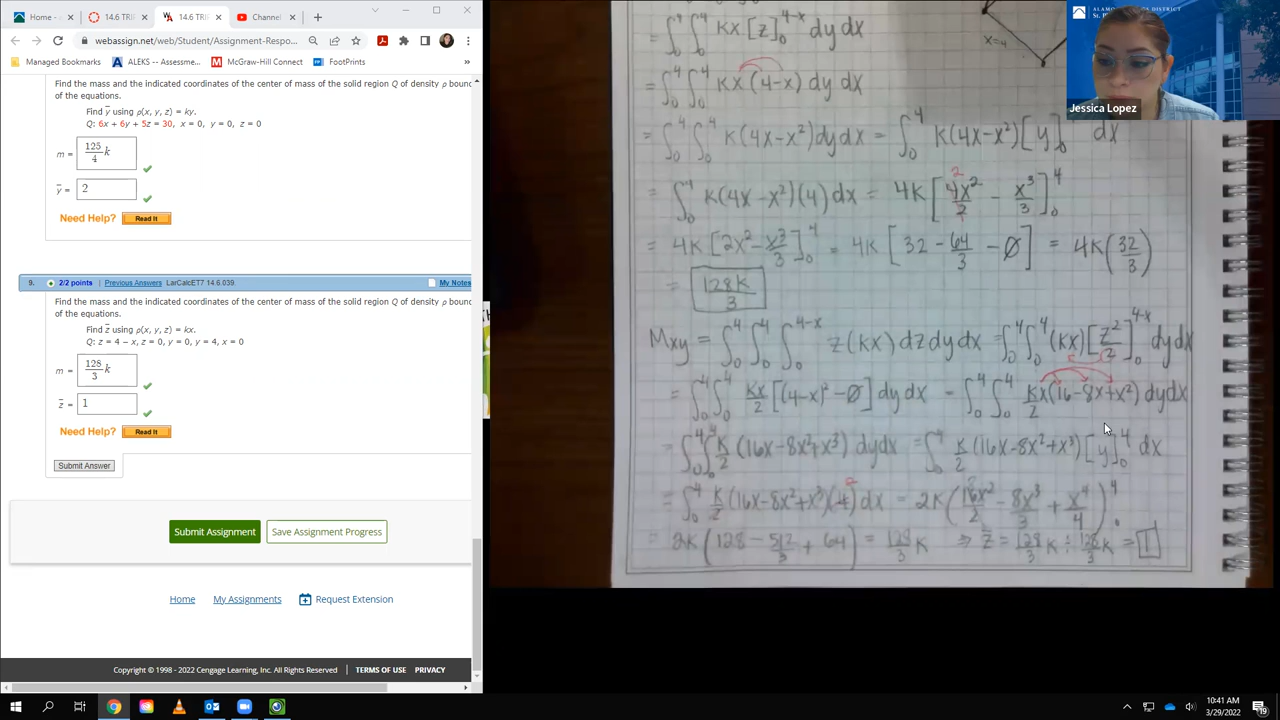 Home -
14.6 TRI
14.6 TRI
Channel
webassign.net/web/Student/Assignment-Respo...
Managed Bookmarks
ALEKS -- Assessme...
McGraw-Hill Connect
FootPrints
Find the mass and the indicated coordinates of the center of mass of the solid region Q of density ρ bound
of the equations.
Find y̅ using ρ(x, y, z) = ky.
Q: 6x + 6y + 5z = 30, x = 0, y = 0, z = 0
m = 125/4 k
y̅ = 2
Need Help? Read It
9. 2/2 points Previous Answers LarCalcET7 14.6.039. My Notes
Find the mass and the indicated coordinates of the center of mass of the solid region Q of density ρ bound
of the equations.
Find z̅ using ρ(x, y, z) = kx.
Q: z = 4 − x, z = 0, y = 0, y = 4, x = 0
m = 128/3 k
z̅ = 1
Need Help? Read It
Submit Answer
Submit Assignment Save Assignment Progress
Home My Assignments Request Extension
Copyright © 1998 - 2022 Cengage Learning, Inc. All Rights Reserved TERMS OF USE PRIVACY
= ∫₀⁴ ∫₀⁴ kx [z]₀⁴⁻ˣ dy dx
= ∫₀⁴ ∫₀⁴ kx (4-x) dy dx
= ∫₀⁴ ∫₀⁴ k(4x-x²) dy dx = ∫₀⁴ k(4x-x²) [y]₀ dx
= ∫₀⁴ k(4x-x²)(4) dx = 4k [4x²/2 - x³/3]₀⁴
= 4k [2x² - x³/3]₀⁴ = 4k [32 - 64/3 - 0] = 4k (32/3)
= 128k/3
Mxy = ∫₀⁴ ∫₀⁴ ∫₀⁴⁻ˣ z(kx) dz dy dx = ∫₀⁴ ∫₀⁴ (kx) [z²/2]₀⁴⁻ˣ dy dx
= ∫₀⁴ ∫₀⁴ kx/2 [(4-x)² - 0] dy dx = ∫₀⁴ ∫₀⁴ k/2 x(16-8x+x²) dy dx
= ∫₀⁴ ∫₀⁴ k/2 (16x-8x²+x³) dy dx = ∫₀⁴ k/2 (16x-8x²+x³) [y]₀⁴ dx
= ∫₀⁴ k/2 (16x-8x²+x³)(4) dx = 2k (16x²/2 - 8x³/3 + x⁴/4)⁴
= 2k (128 - 512/3 + 64) = 128/3 k ⇒ z̅ = 128/3 k ÷ 128/3 k = 1
x=4
ALAMO COLLEGES DISTRICT
Jessica Lopez
10:41 AM
3/29/2022
19